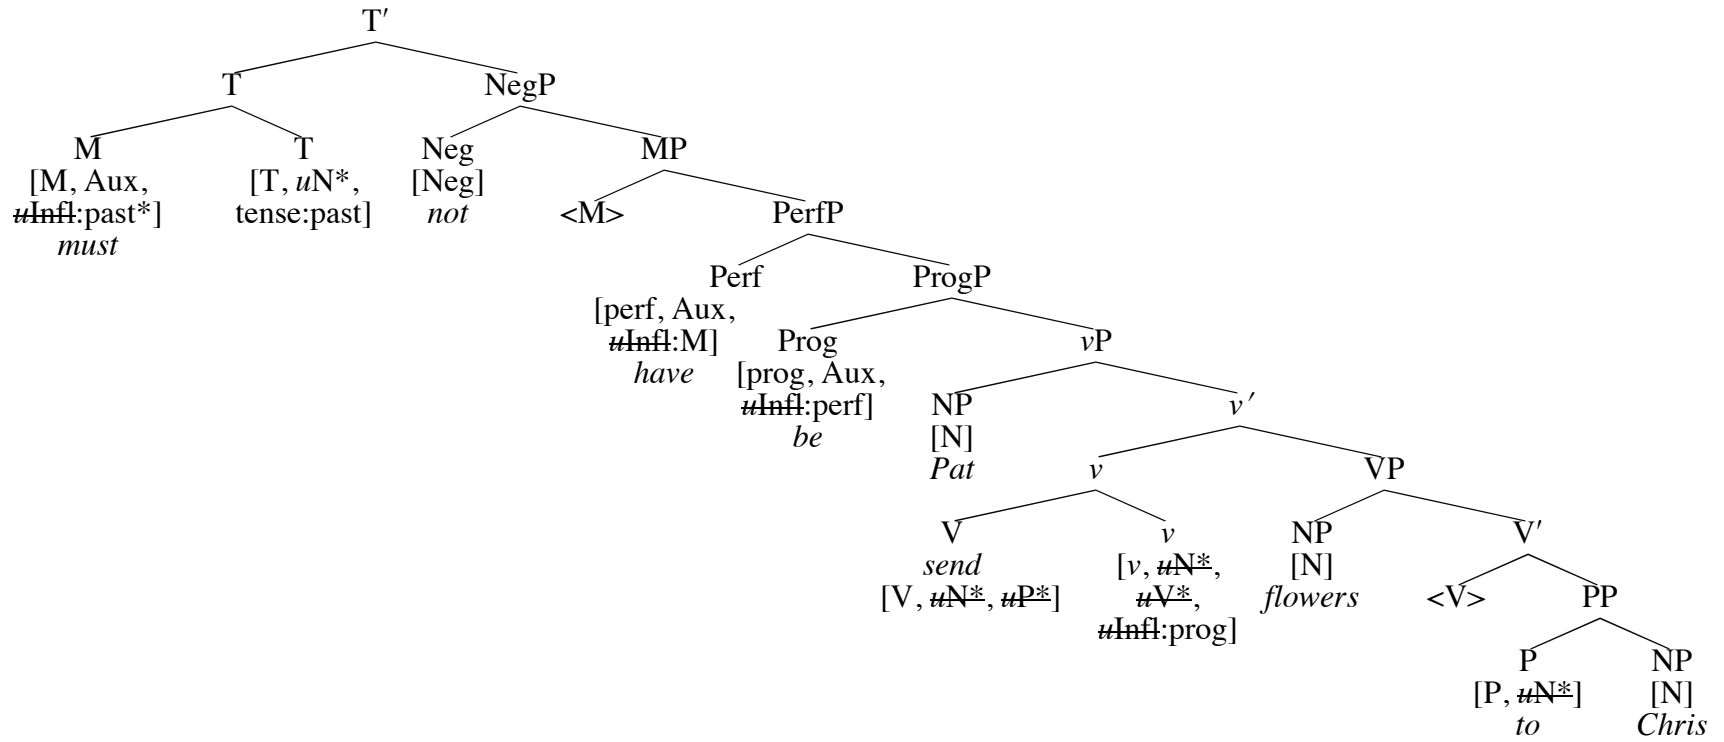 T′
T NegP
M T Neg MP
[M, Aux, [T, uN*, [Neg] 
uInfl:past*] tense:past] not <M> PerfP
must
Perf ProgP
[perf, Aux,
uInfl:M] Prog vP
have [prog, Aux,
uInfl:perf] NP v′
be [N]
Pat v VP
V v NP V′
send [v, uN*, [N]
[V, uN*, uP*] uV*, flowers <V> PP
uInfl:prog]
P NP
[P, uN*] [N]
to Chris